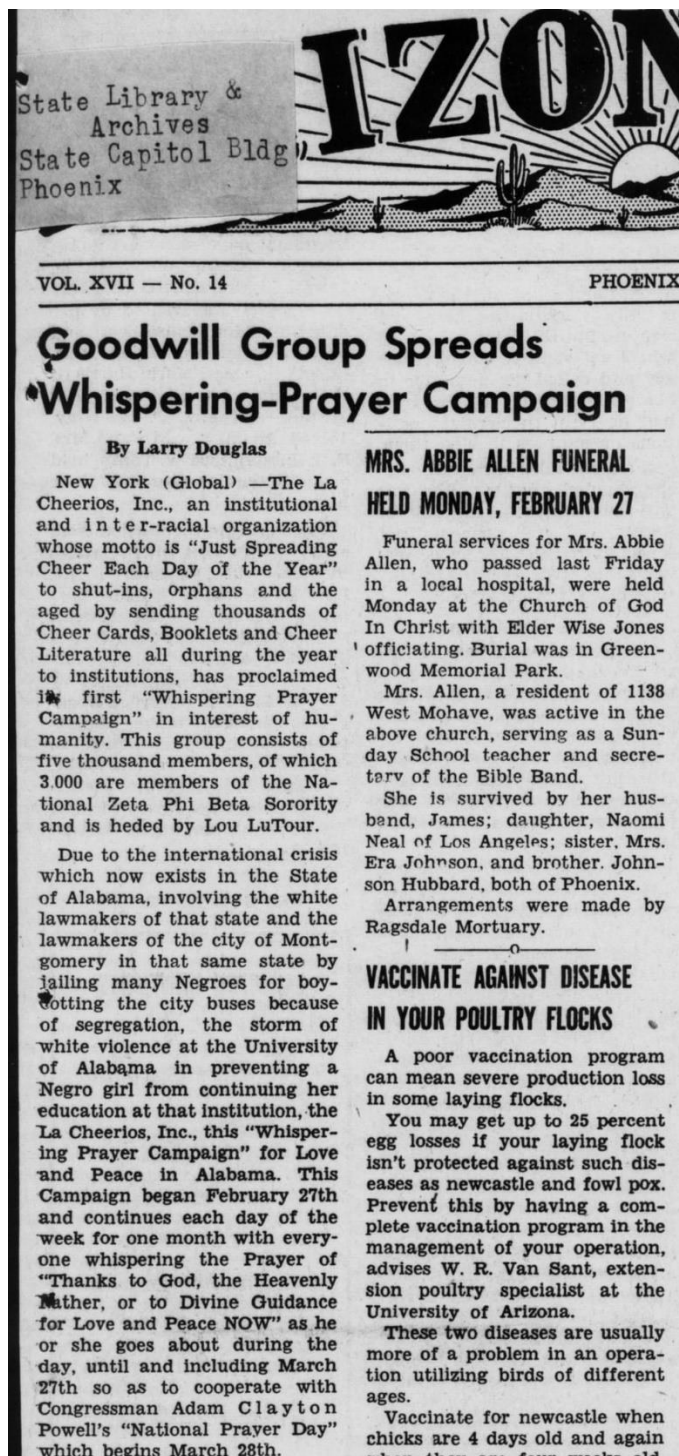 State Library &
Archives
State Capitol Bldg
Phoenix
IZON
VOL. XVII — No. 14
PHOENIX
Goodwill Group Spreads
Whispering-Prayer Campaign
By Larry Douglas
New York (Global) —The La
Cheerios, Inc., an institutional
and inter-racial organization
whose motto is "Just Spreading
Cheer Each Day of the Year"
to shut-ins, orphans and the
aged by sending thousands of
Cheer Cards, Booklets and Cheer
Literature all during the year
to institutions, has proclaimed
its first "Whispering Prayer
Campaign" in interest of hu-
manity. This group consists of
five thousand members, of which
3.000 are members of the Na-
tional Zeta Phi Beta Sorority
and is heded by Lou LuTour.
Due to the international crisis
which now exists in the State
of Alabama, involving the white
lawmakers of that state and the
lawmakers of the city of Mont-
gomery in that same state by
jailing many Negroes for boy-
cotting the city buses because
of segregation, the storm of
white violence at the University
of Alabama in preventing a
Negro girl from continuing her
education at that institution, the
La Cheerios, Inc., this "Whisper-
ing Prayer Campaign" for Love
and Peace in Alabama. This
Campaign began February 27th
and continues each day of the
week for one month with every-
one whispering the Prayer of
"Thanks to God, the Heavenly
Father, or to Divine Guidance
for Love and Peace NOW" as he
or she goes about during the
day, until and including March
27th so as to cooperate with
Congressman Adam Clayton
Powell's "National Prayer Day"
which begins March 28th.
MRS. ABBIE ALLEN FUNERAL
HELD MONDAY, FEBRUARY 27
Funeral services for Mrs. Abbie
Allen, who passed last Friday
in a local hospital, were held
Monday at the Church of God
In Christ with Elder Wise Jones
officiating. Burial was in Green-
wood Memorial Park.
Mrs. Allen, a resident of 1138
West Mohave, was active in the
above church, serving as a Sun-
day School teacher and secre-
tary of the Bible Band.
She is survived by her hus-
band, James; daughter, Naomi
Neal of Los Angeles; sister, Mrs.
Era Johnson, and brother. John-
son Hubbard, both of Phoenix.
Arrangements were made by
Ragsdale Mortuary.
VACCINATE AGAINST DISEASE
IN YOUR POULTRY FLOCKS
A poor vaccination program
can mean severe production loss
in some laying flocks.
You may get up to 25 percent
egg losses if your laying flock
isn't protected against such dis-
eases as newcastle and fowl pox.
Prevent this by having a com-
plete vaccination program in the
management of your operation,
advises W. R. Van Sant, exten-
sion poultry specialist at the
University of Arizona.
These two diseases are usually
more of a problem in an opera-
tion utilizing birds of different
ages.
Vaccinate for newcastle when
chicks are 4 days old and again